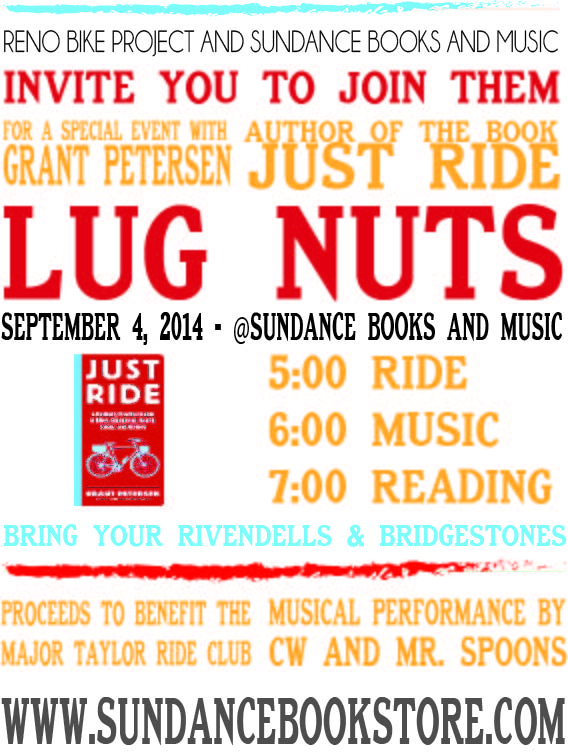 RENO BIKE PROJECT AND SUNDANCE BOOKS AND MUSIC
INVITE YOU TO JOIN THEM
FOR A SPECIAL EVENT WITH
GRANT PETERSEN
AUTHOR OF THE BOOK
JUST RIDE
LUG NUTS
SEPTEMBER 4, 2014 - @SUNDANCE BOOKS AND MUSIC
JUST
RIDE
GRANT PETERSEN
5:00 RIDE
6:00 MUSIC
7:00 READING
BRING YOUR RIVENDELLS & BRIDGESTONES
PROCEEDS TO BENEFIT THE
MAJOR TAYLOR RIDE CLUB
MUSICAL PERFORMANCE BY
CW AND MR. SPOONS
WWW.SUNDANCEBOOKSTORE.COM